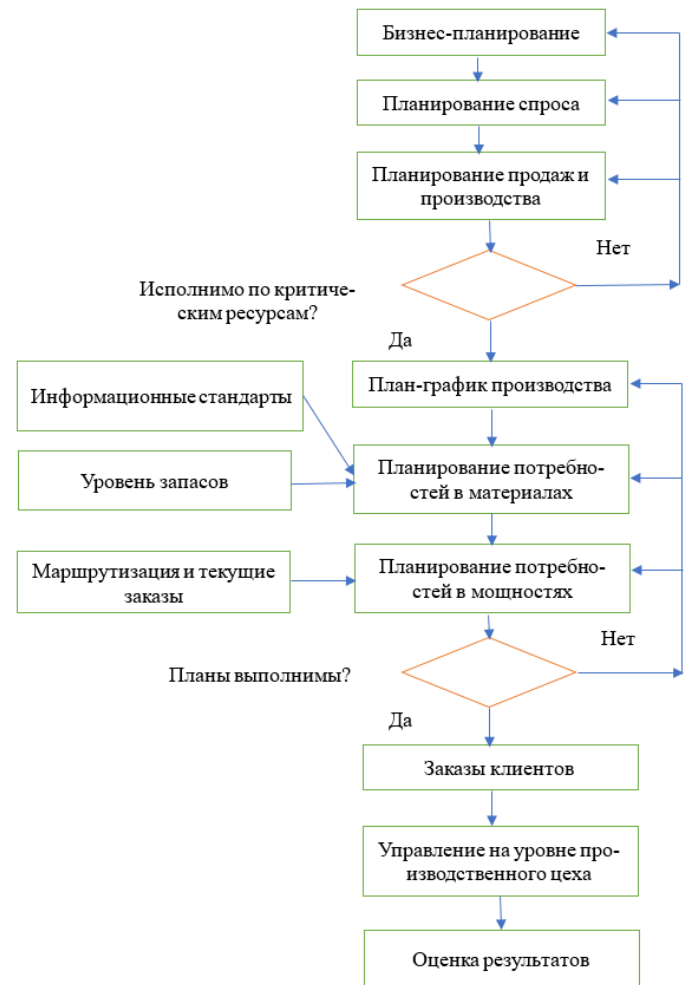 Бизнес-планирование
Планирование спроса
Планирование продаж и
производства
Нет
Исполнимо по критиче-
ским ресурсам?
Да
Информационные стандарты
План-график производства
Уровень запасов
Планирование потребно-
стей в материалах
Маршрутизация и текущие
заказы
Планирование потребно-
стей в мощностях
Нет
Планы выполнимы?
Да
Заказы клиентов
Управление на уровне про-
изводственного цеха
Оценка результатов